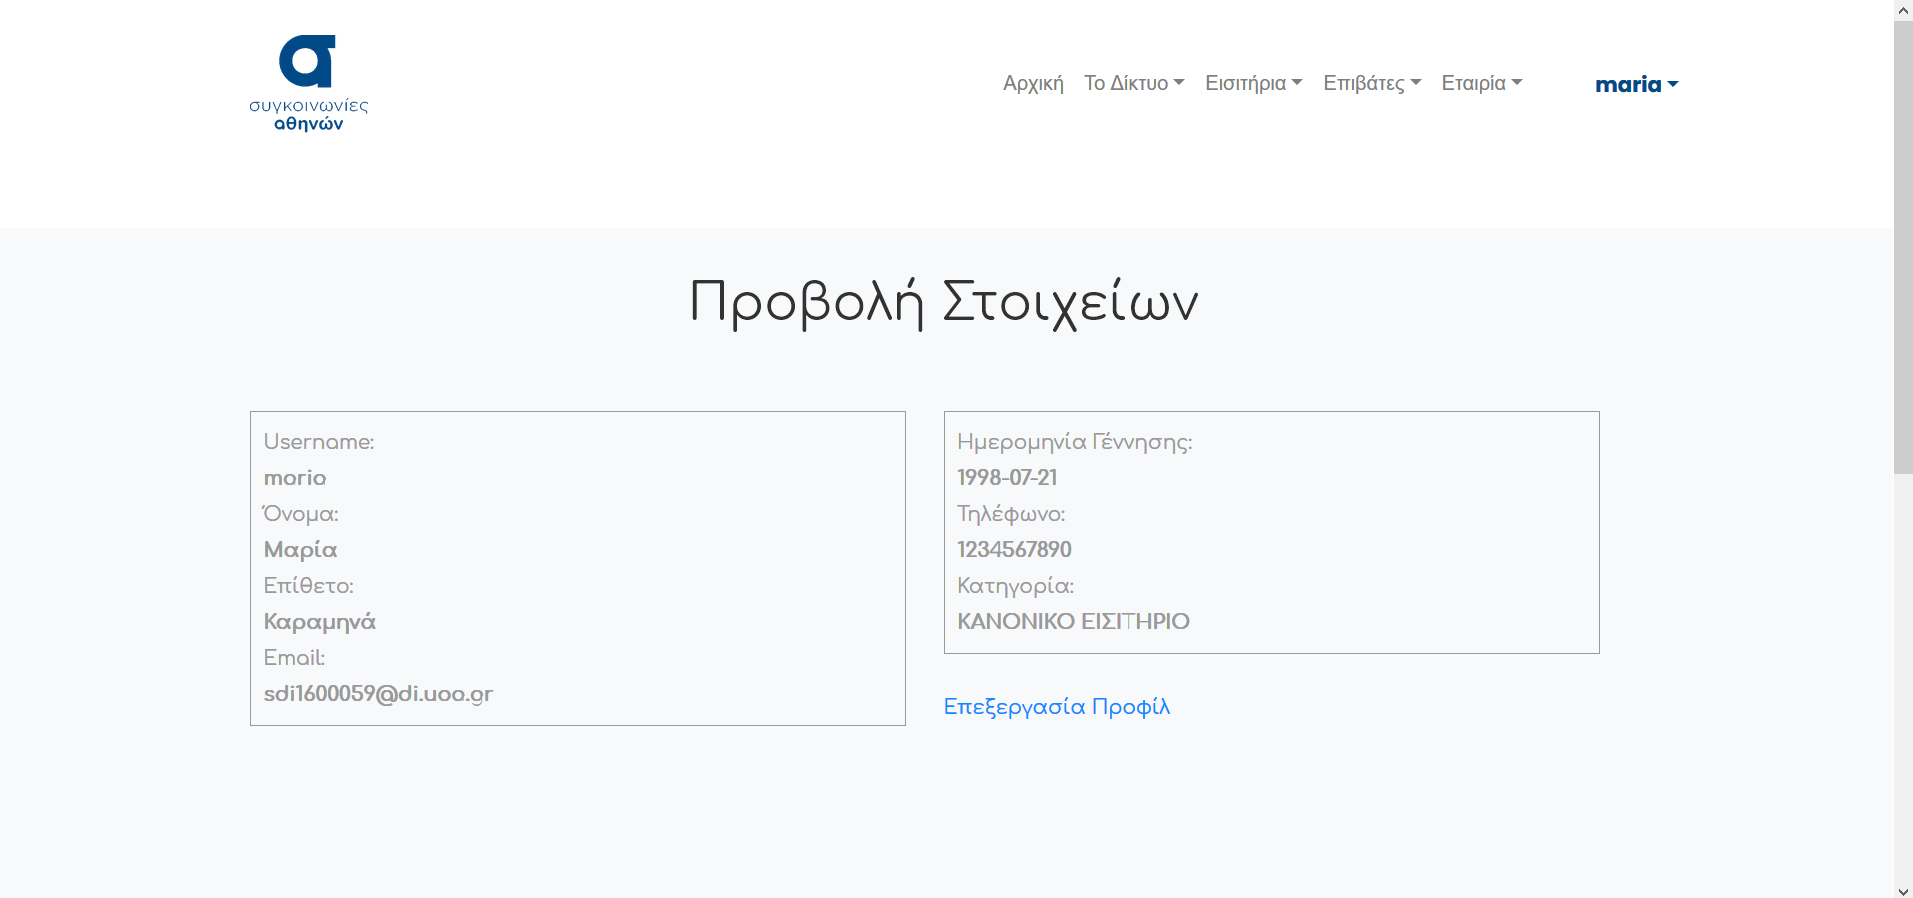 συγκοινωνίες
αθηνών
Αρχική Το Δίκτυο Εισιτήρια Επιβάτες Εταιρία maria
Προβολή Στοιχείων
Username:
maria
Όνομα:
Μαρία
Επίθετο:
Καραμηνά
Email:
sdi1600059@di.uoa.gr
Ημερομηνία Γέννησης:
1998-07-21
Τηλέφωνο:
1234567890
Κατηγορία:
ΚΑΝΟΝΙΚΟ ΕΙΣΙΤΗΡΙΟ
Επεξεργασία Προφίλ